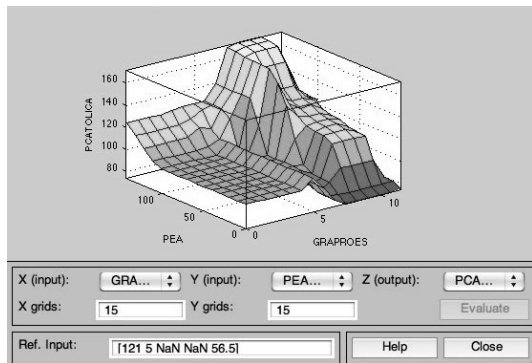 160
140
120
100
80
PCATOLICA
100
50
0
PEA
0
5
10
GRAPROES
X (input): GRA... Y (input): PEA... Z (output): PCA...
X grids: 15 Y grids: 15 Evaluate
Ref. Input: [121 5 NaN NaN 56.5] Help Close